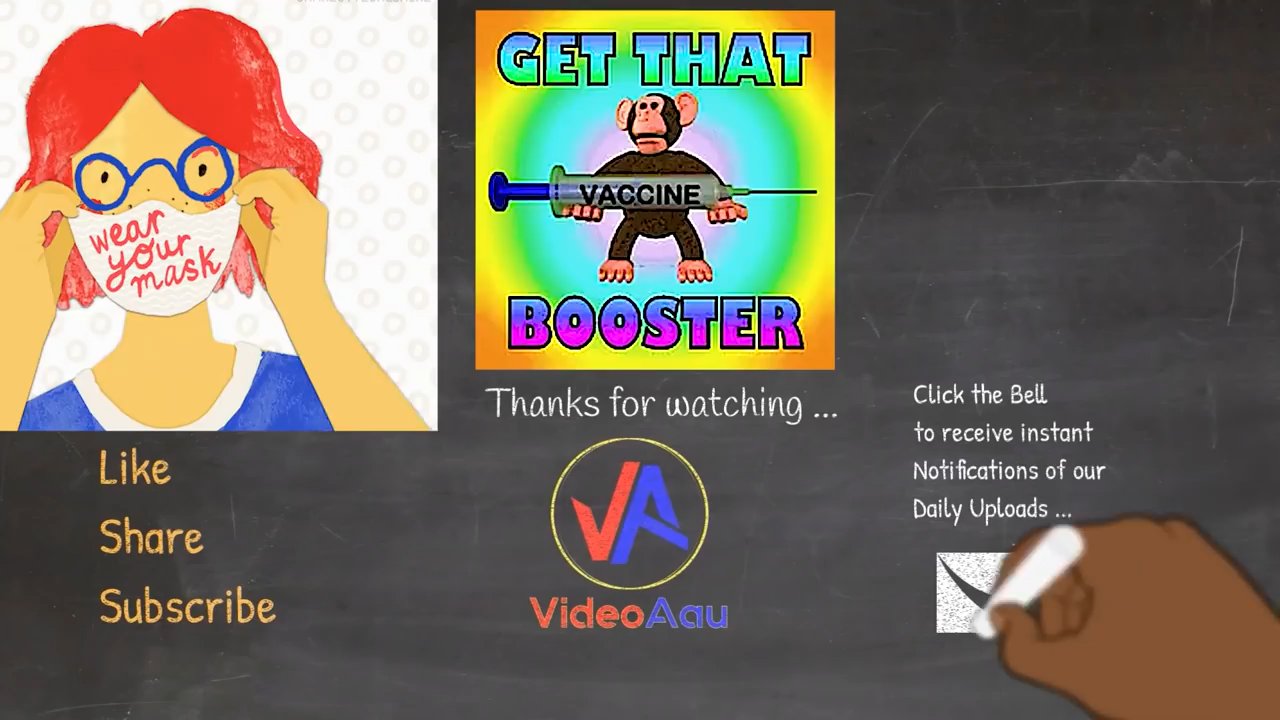 wear
your
mask
GET THAT
VACCINE
BOOSTER
Thanks for watching ...
Like
Share
Subscribe
VA
VideoAau
Click the Bell
to receive instant
Notifications of our
Daily Uploads ...